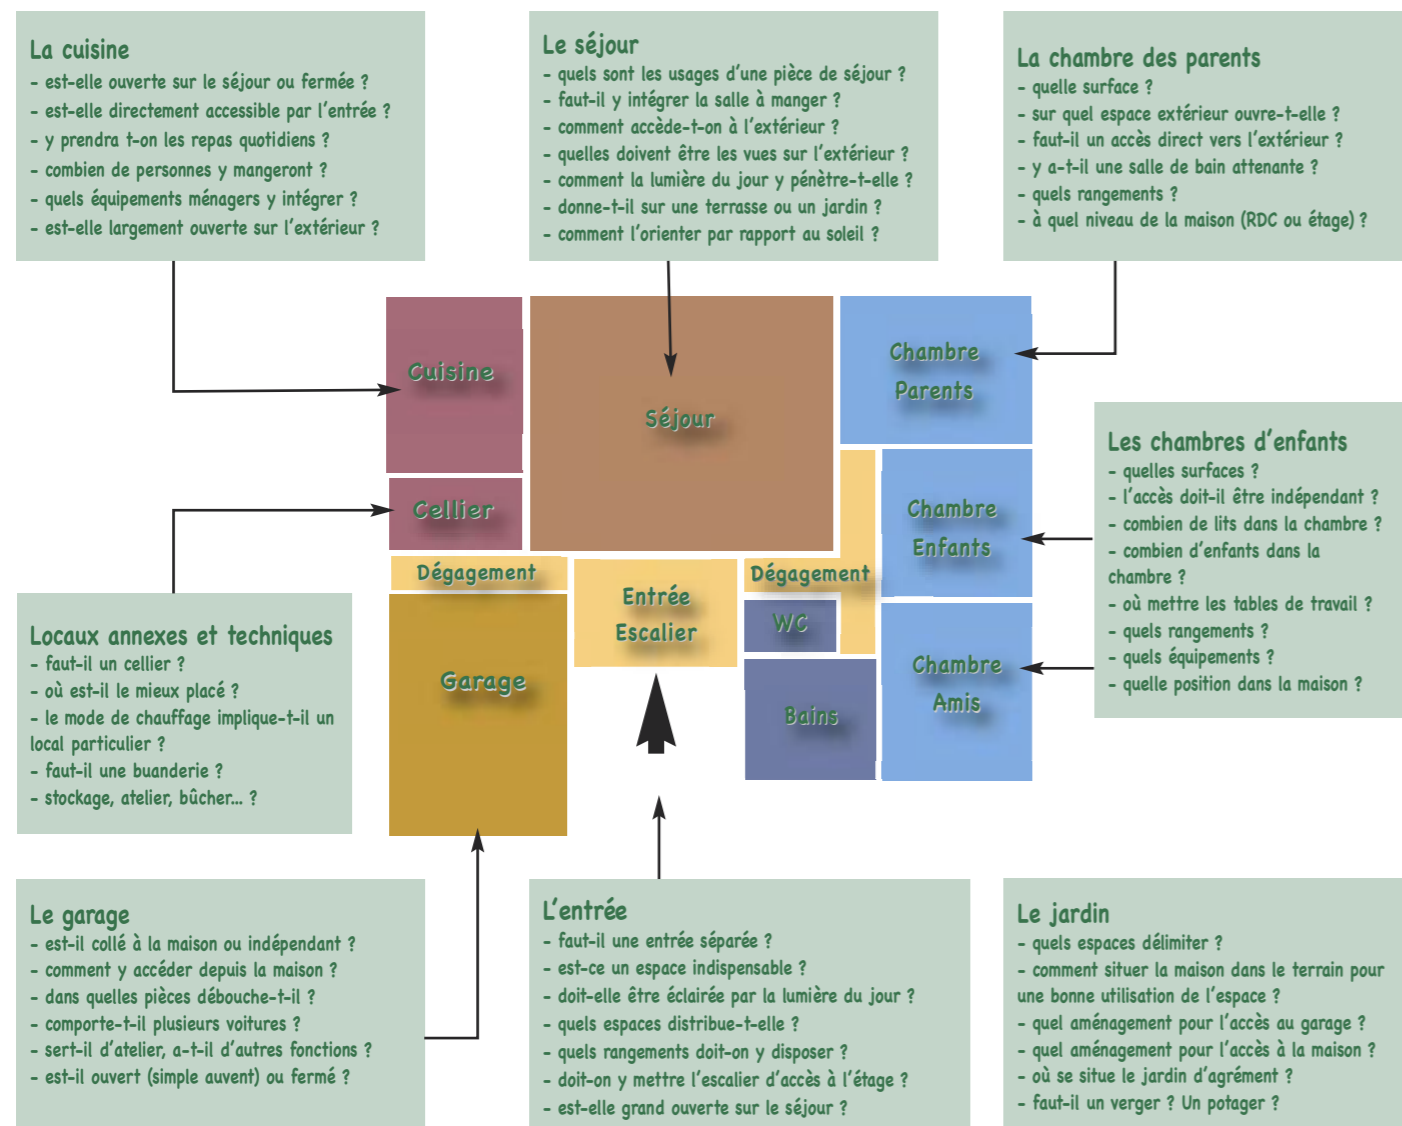 La cuisine
- est-elle ouverte sur le séjour ou fermée ?
- est-elle directement accessible par l'entrée ?
- y prendra t-on les repas quotidiens ?
- combien de personnes y mangeront ?
- quels équipements ménagers y intégrer ?
- est-elle largement ouverte sur l'extérieur ?
Le séjour
- quels sont les usages d'une pièce de séjour ?
- faut-il y intégrer la salle à manger ?
- comment accède-t-on à l'extérieur ?
- quelles doivent être les vues sur l'extérieur ?
- comment la lumière du jour y pénètre-t-elle ?
- donne-t-il sur une terrasse ou un jardin ?
- comment l'orienter par rapport au soleil ?
La chambre des parents
- quelle surface ?
- sur quel espace extérieur ouvre-t-elle ?
- faut-il un accès direct vers l'extérieur ?
- y a-t-il une salle de bain attenante ?
- quels rangements ?
- à quel niveau de la maison (RDC ou étage) ?
Cuisine
Séjour
Chambre
Parents
Cellier
Chambre
Enfants
Dégagement
Entrée
Escalier
Dégagement
WC
Garage
Bains
Chambre
Amis
Les chambres d'enfants
- quelles surfaces ?
- l'accès doit-il être indépendant ?
- combien de lits dans la chambre ?
- combien d'enfants dans la
chambre ?
- où mettre les tables de travail ?
- quels rangements ?
- quels équipements ?
- quelle position dans la maison ?
Locaux annexes et techniques
- faut-il un cellier ?
- où est-il le mieux placé ?
- le mode de chauffage implique-t-il un
local particulier ?
- faut-il une buanderie ?
- stockage, atelier, bûcher... ?
Le garage
- est-il collé à la maison ou indépendant ?
- comment y accéder depuis la maison ?
- dans quelles pièces débouche-t-il ?
- comporte-t-il plusieurs voitures ?
- sert-il d'atelier, a-t-il d'autres fonctions ?
- est-il ouvert (simple auvent) ou fermé ?
L'entrée
- faut-il une entrée séparée ?
- est-ce un espace indispensable ?
- doit-elle être éclairée par la lumière du jour ?
- quels espaces distribue-t-elle ?
- quels rangements doit-on y disposer ?
- doit-on y mettre l'escalier d'accès à l'étage ?
- est-elle grand ouverte sur le séjour ?
Le jardin
- quels espaces délimiter ?
- comment situer la maison dans le terrain pour
une bonne utilisation de l'espace ?
- quel aménagement pour l'accès au garage ?
- quel aménagement pour l'accès à la maison ?
- où se situe le jardin d'agrément ?
- faut-il un verger ? Un potager ?